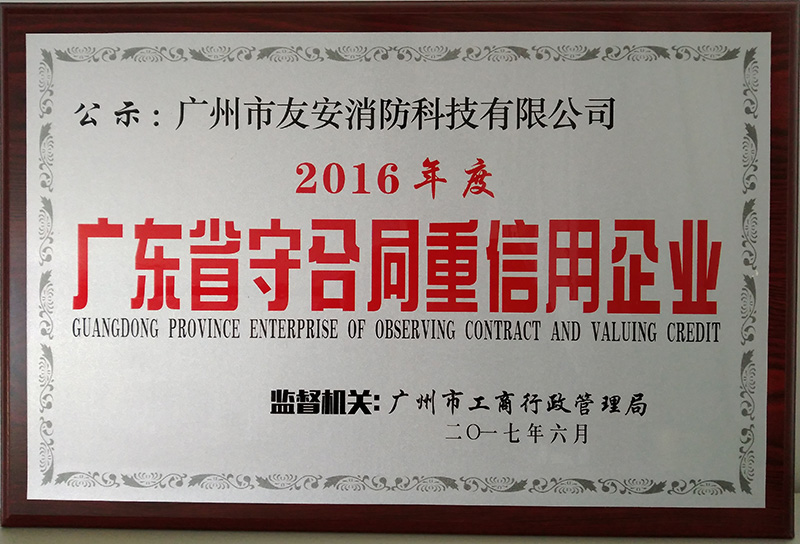 公示：广州市友安消防科技有限公司
2016年度
广东省守合同重信用企业
GUANGDONG PROVINCE ENTERPRISE OF OBSERVING CONTRACT AND VALUING CREDIT
监督机关：广州市工商行政管理局
二〇一七年六月